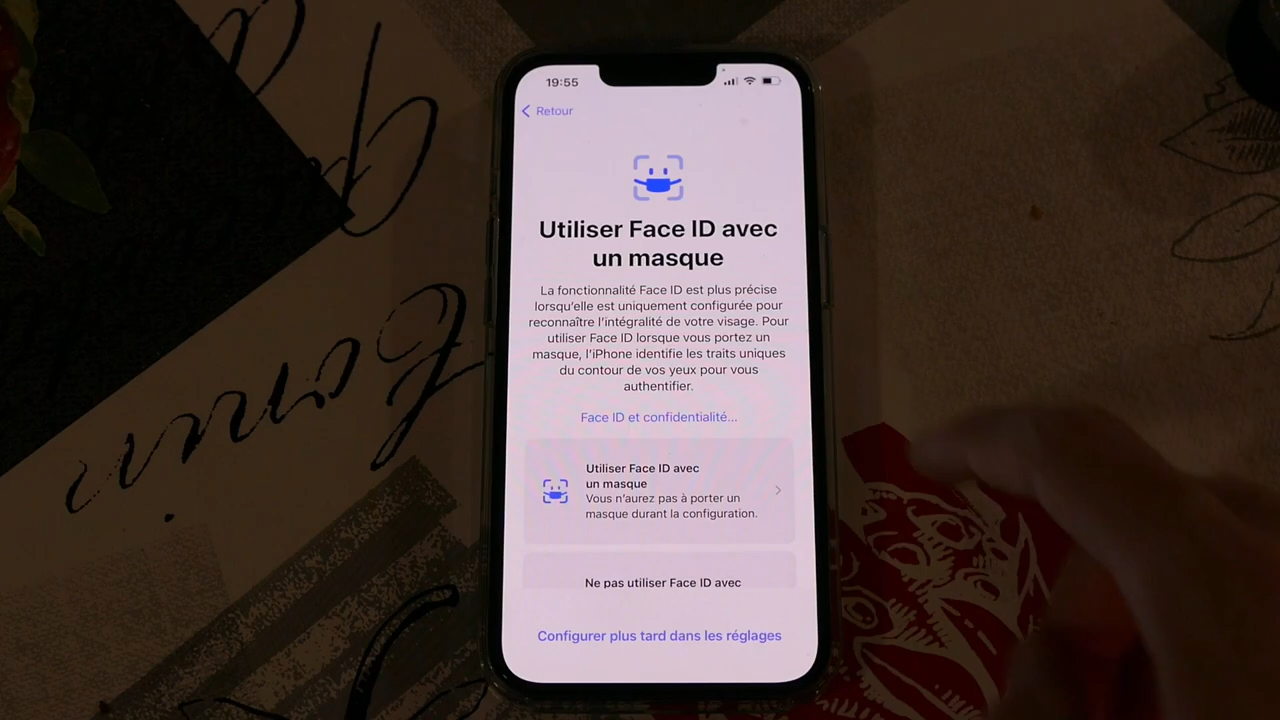 19:55
Retour
Utiliser Face ID avec
un masque
La fonctionnalité Face ID est plus précise
lorsqu'elle est uniquement configurée pour
reconnaître l'intégralité de votre visage. Pour
utiliser Face ID lorsque vous portez un
masque, l'iPhone identifie les traits uniques
du contour de vos yeux pour vous
authentifier.
Face ID et confidentialité...
Utiliser Face ID avec
un masque
Vous n'aurez pas à porter un
masque durant la configuration.
Ne pas utiliser Face ID avec
Configurer plus tard dans les réglages